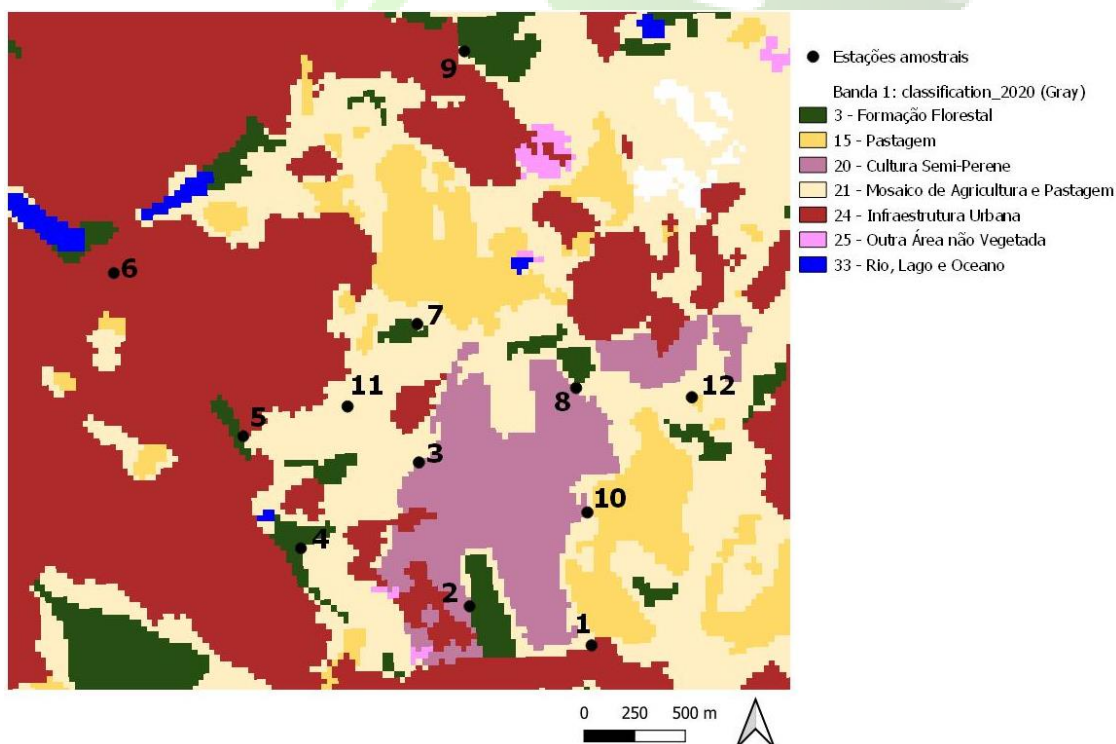 9
Estações amostrais
Banda 1: classification_2020 (Gray)
3 - Formação Florestal
15 - Pastagem
20 - Cultura Semi-Perene
21 - Mosaico de Agricultura e Pastagem
24 - Infraestrutura Urbana
25 - Outra Área não Vegetada
33 - Rio, Lago e Oceano
6
7
11
12
8
5
3
10
4
2
1
0 250 500 m